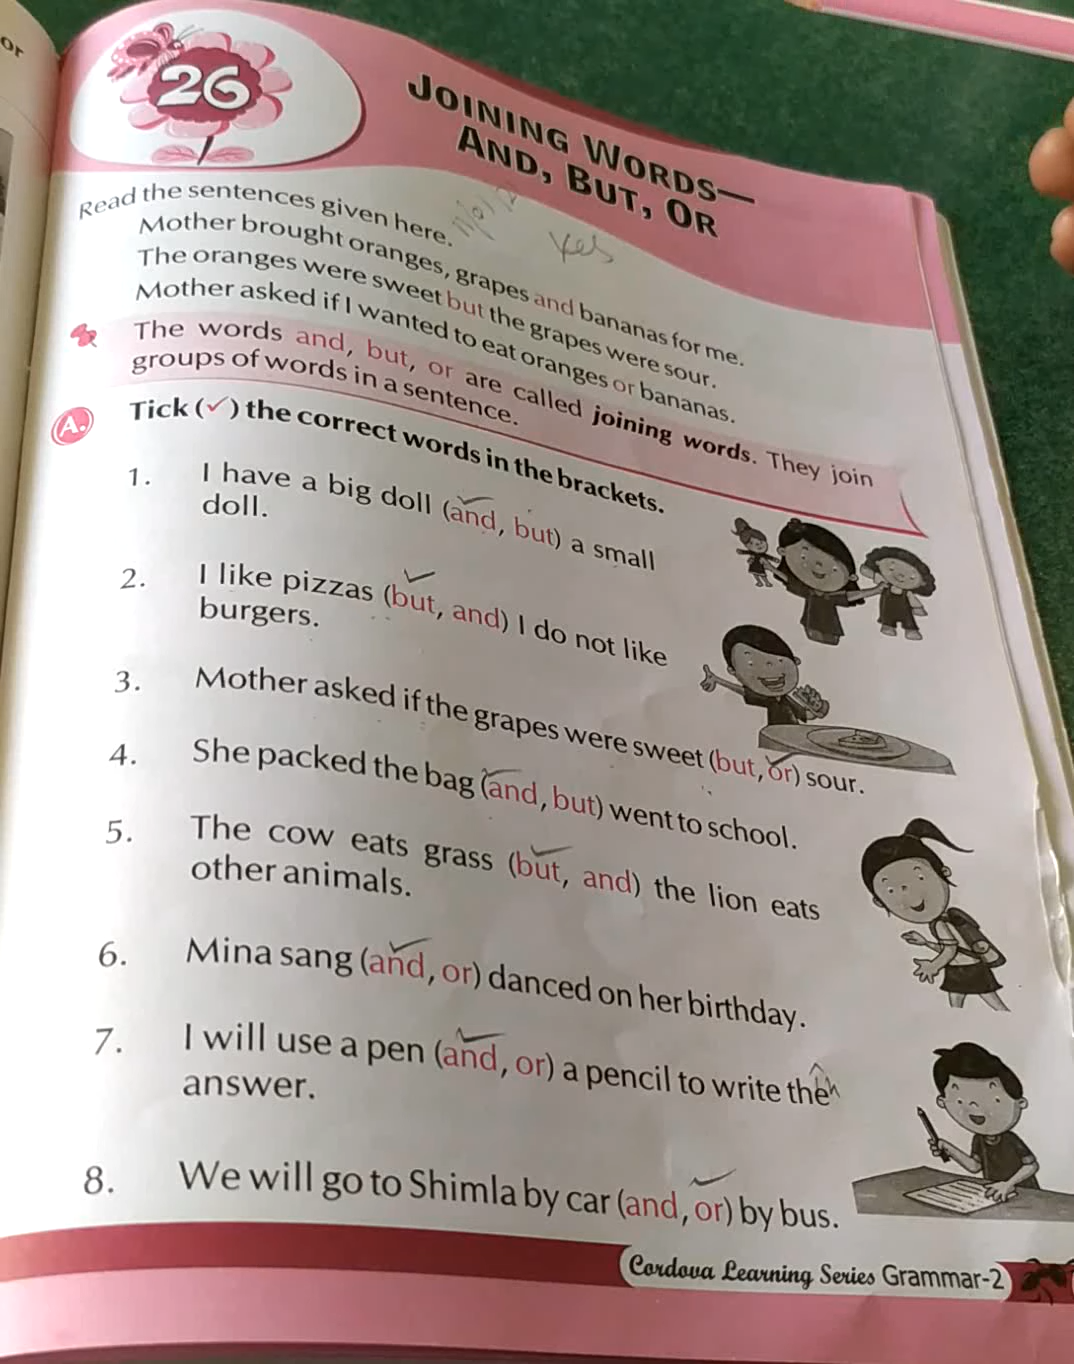 or
26
JOINING WORDS—
AND, BUT, OR
Read the sentences given here.
Yes
Mother brought oranges, grapes and bananas for me.
The oranges were sweet but the grapes were sour.
Mother asked if I wanted to eat oranges or bananas.
The words and, but, or are called joining words. They join
groups of words in a sentence.
A. Tick (✓) the correct words in the brackets.
1. I have a big doll (and, but) a small
doll.
2. I like pizzas (but, and) I do not like
burgers.
3. Mother asked if the grapes were sweet (but, or) sour.
4. She packed the bag (and, but) went to school.
5. The cow eats grass (but, and) the lion eats
other animals.
6. Mina sang (and, or) danced on her birthday.
7. I will use a pen (and, or) a pencil to write the
answer.
8. We will go to Shimla by car (and, or) by bus.
Cordova Learning Series Grammar-2